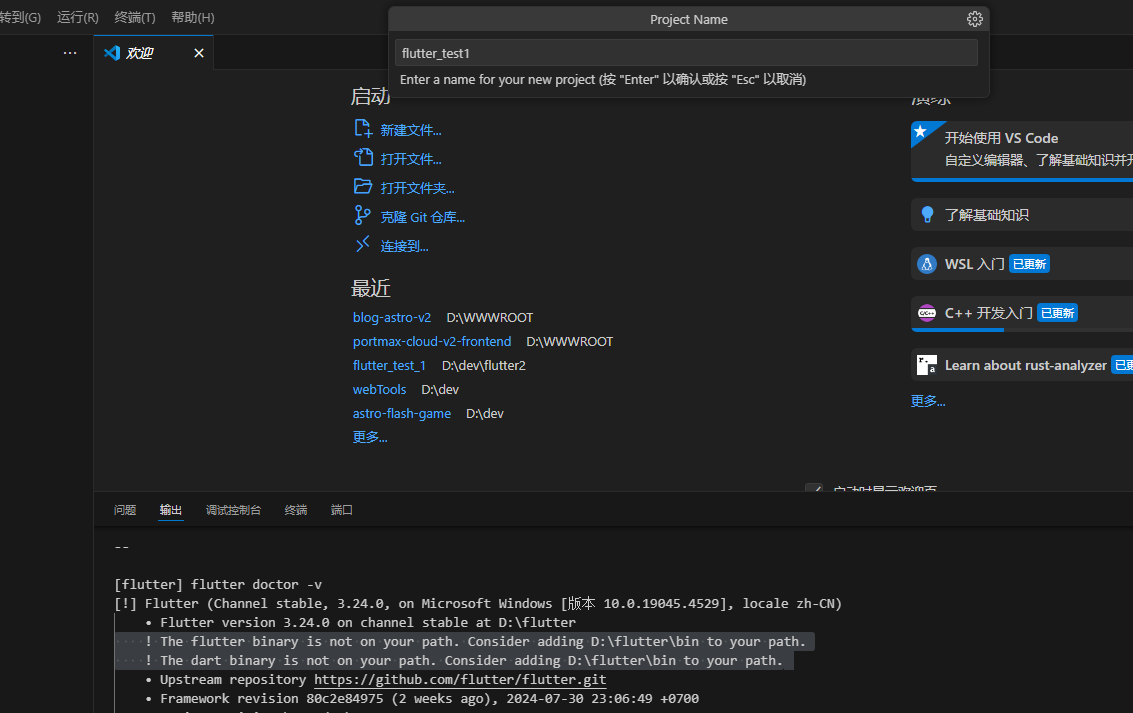 转到(G) 运行(R) 终端(T) 帮助(H)
Project Name
flutter_test1
Enter a name for your new project (按 "Enter" 以确认或按 "Esc" 以取消)
欢迎
启动
新建文件...
打开文件...
打开文件夹...
克隆 Git 仓库...
连接到...
最近
blog-astro-v2 D:\WWWROOT
portmax-cloud-v2-frontend D:\WWWROOT
flutter_test_1 D:\dev\flutter2
webTools D:\dev
astro-flash-game D:\dev
更多...
演练
开始使用 VS Code
自定义编辑器、了解基础知识并开
了解基础知识
WSL 入门 已更新
C++ 开发入门 已更新
Learn about rust-analyzer 已更
更多...
启动时显示欢迎页
问题 输出 调试控制台 终端 端口
--
[flutter] flutter doctor -v
[!] Flutter (Channel stable, 3.24.0, on Microsoft Windows [版本 10.0.19045.4529], locale zh-CN)
• Flutter version 3.24.0 on channel stable at D:\flutter
! The flutter binary is not on your path. Consider adding D:\flutter\bin to your path.
! The dart binary is not on your path. Consider adding D:\flutter\bin to your path.
• Upstream repository https://github.com/flutter/flutter.git
• Framework revision 80c2e84975 (2 weeks ago), 2024-07-30 23:06:49 +0700